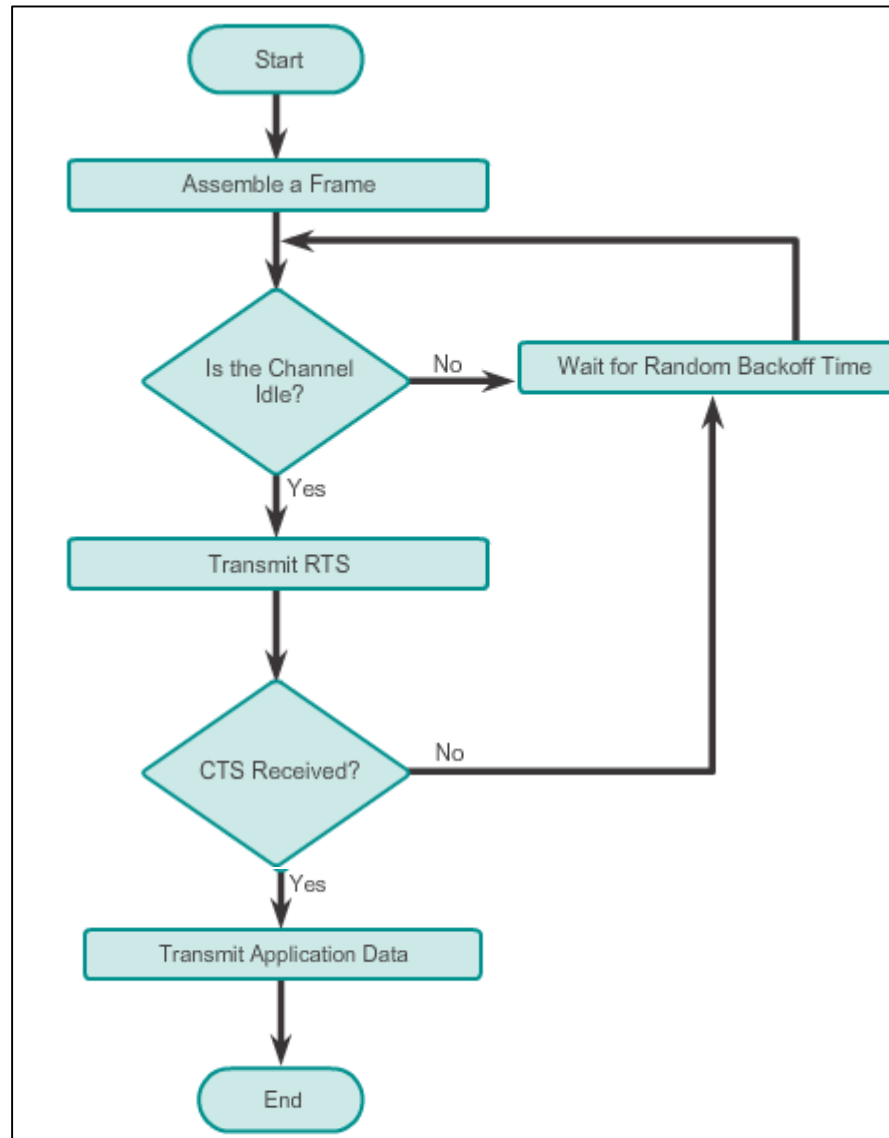 Start
Assemble a Frame
Is the Channel
Idle?
No
Wait for Random Backoff Time
Yes
Transmit RTS
CTS Received?
No
Yes
Transmit Application Data
End